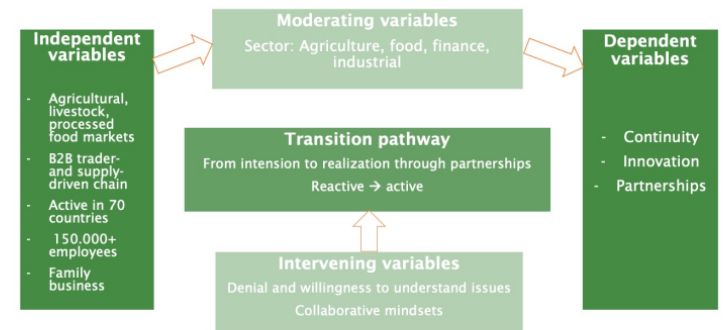 Independent
variables
- Agricultural,
livestock,
processed
food markets
- B2B trader-
and supply-
driven chain
- Active in 70
countries
- 150.000+
employees
- Family
business
Moderating variables
Sector: Agriculture, food, finance,
industrial
Transition pathway
From intension to realization through partnerships
Reactive → active
Intervening variables
Denial and willingness to understand issues
Collaborative mindsets
Dependent
variables
- Continuity
- Innovation
- Partnerships